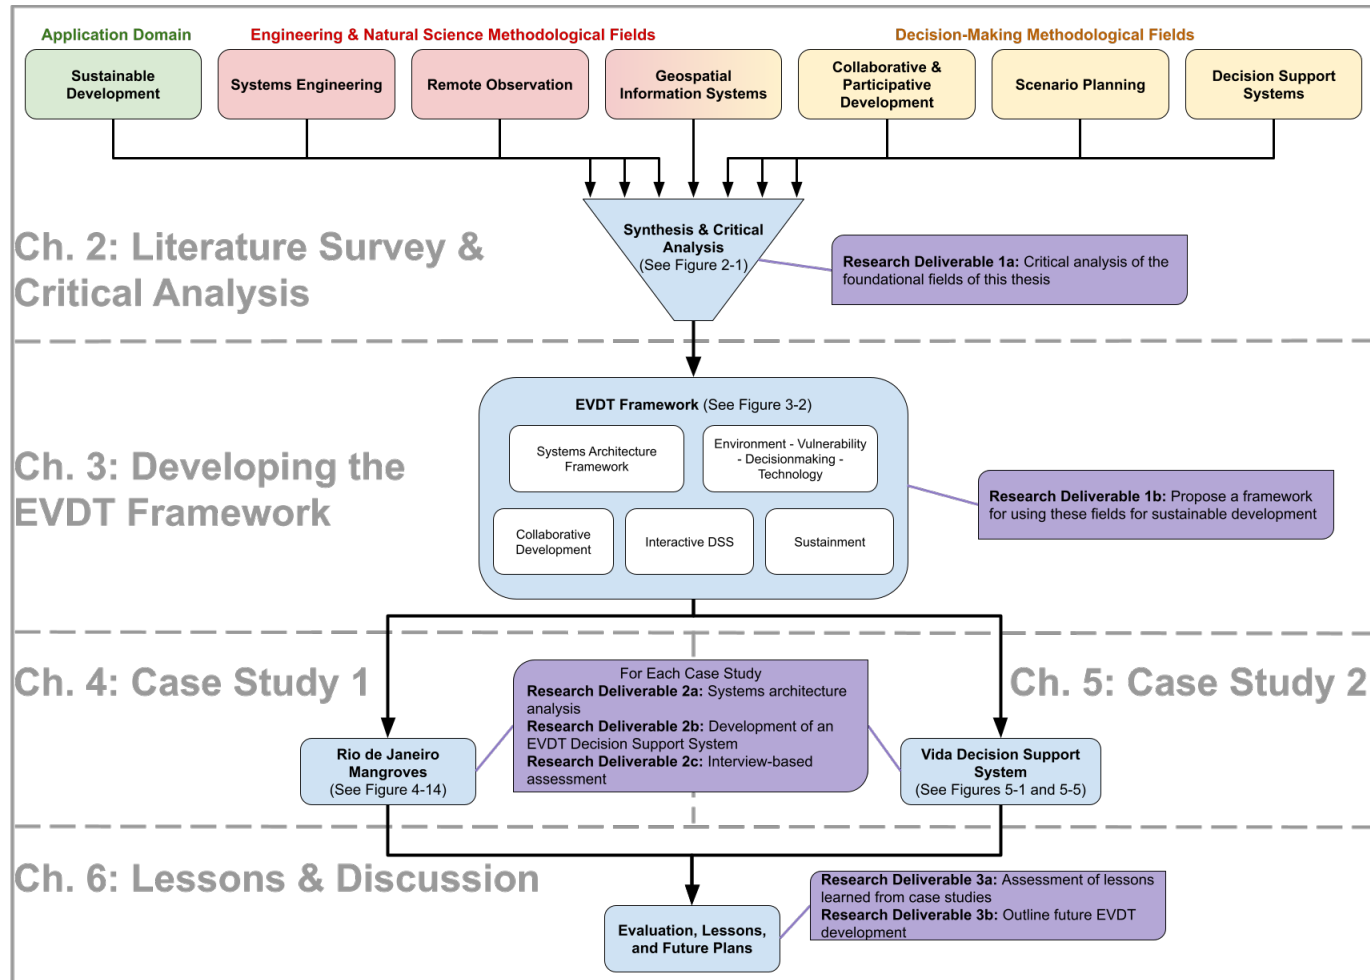 Application Domain
Engineering & Natural Science Methodological Fields
Decision-Making Methodological Fields
Sustainable
Development
Systems Engineering
Remote Observation
Geospatial
Information Systems
Collaborative &
Participative
Development
Scenario Planning
Decision Support
Systems
Ch. 2: Literature Survey &
Critical Analysis
Synthesis & Critical
Analysis
(See Figure 2-1)
Research Deliverable 1a: Critical analysis of the
foundational fields of this thesis
Ch. 3: Developing the
EVDT Framework
EVDT Framework (See Figure 3-2)
Systems Architecture
Framework
Environment - Vulnerability
- Decisionmaking -
Technology
Collaborative
Development
Interactive DSS
Sustainment
Research Deliverable 1b: Propose a framework
for using these fields for sustainable development
Ch. 4: Case Study 1
For Each Case Study
Research Deliverable 2a: Systems architecture
analysis
Research Deliverable 2b: Development of an
EVDT Decision Support System
Research Deliverable 2c: Interview-based
assessment
Ch. 5: Case Study 2
Rio de Janeiro
Mangroves
(See Figure 4-14)
Vida Decision Support
System
(See Figures 5-1 and 5-5)
Ch. 6: Lessons & Discussion
Evaluation, Lessons,
and Future Plans
Research Deliverable 3a: Assessment of lessons
learned from case studies
Research Deliverable 3b: Outline future EVDT
development